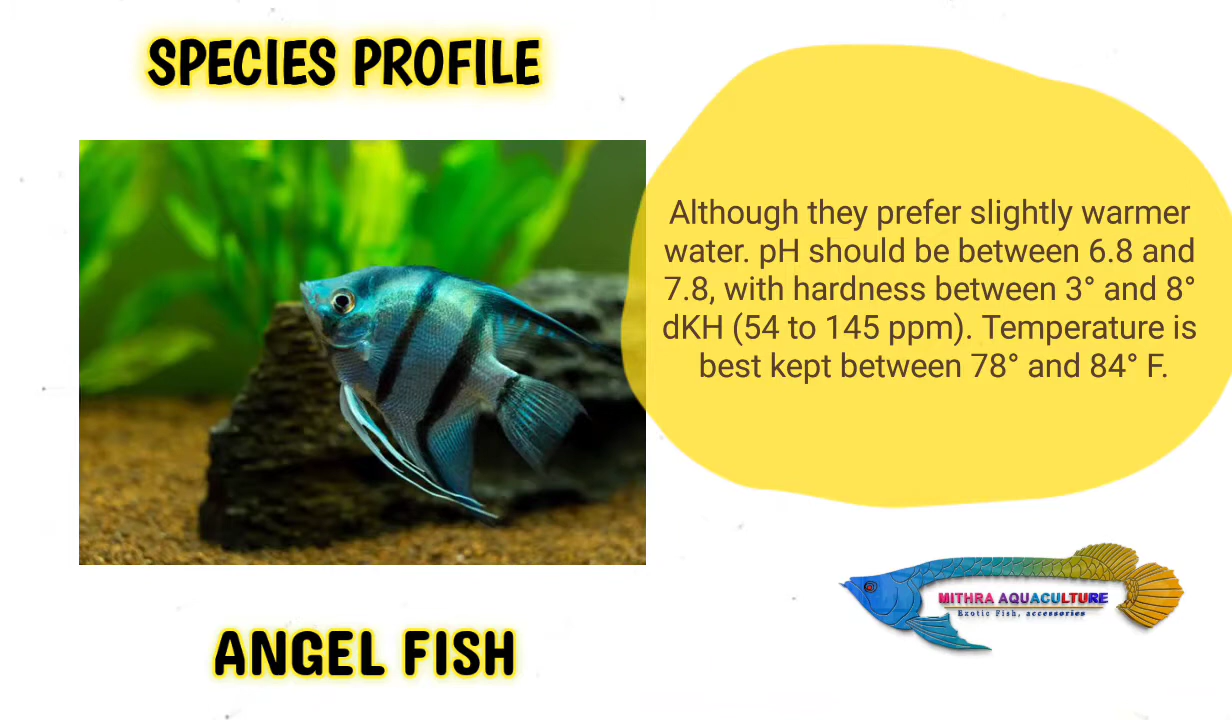 SPECIES PROFILE
Although they prefer slightly warmer
water. pH should be between 6.8 and
7.8, with hardness between 3° and 8°
dKH (54 to 145 ppm). Temperature is
best kept between 78° and 84° F.
MITHRA AQUACULTURE
Exotic Fish, accessories
ANGEL FISH